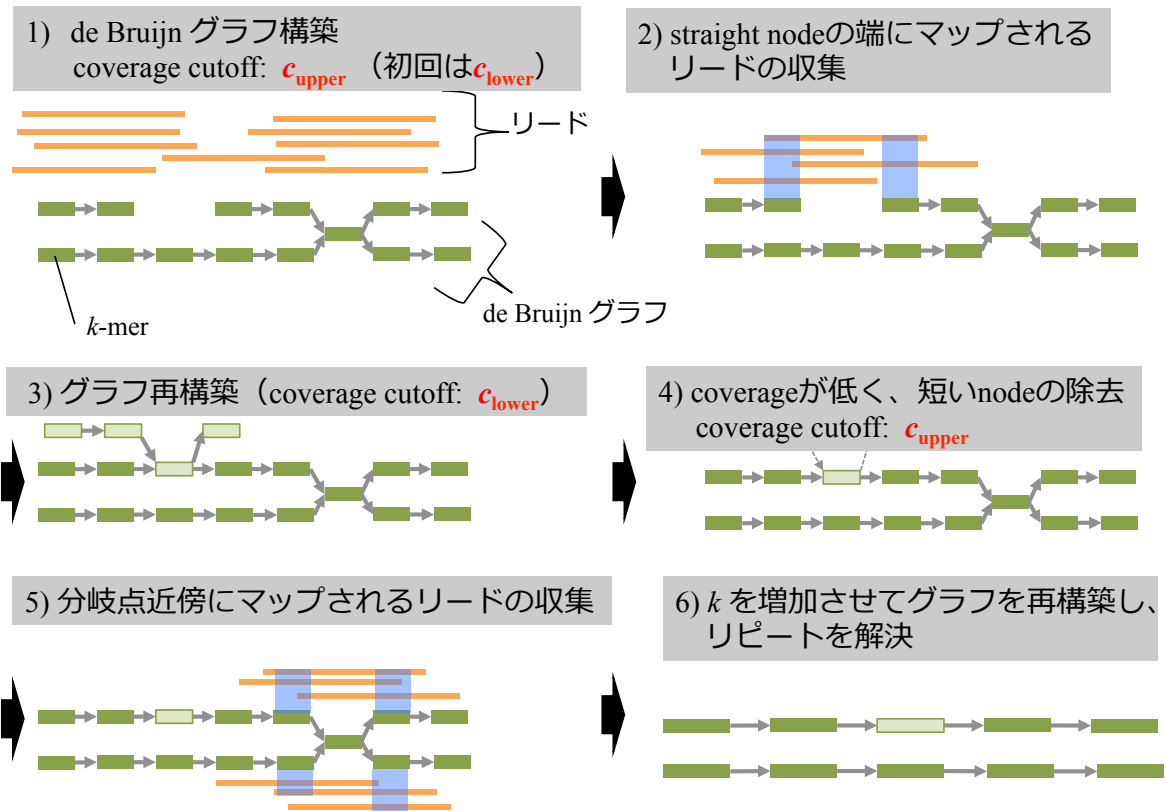 1) de Bruijn グラフ構築
coverage cutoff: c_upper （初回はc_lower）
リード
k-mer
de Bruijn グラフ
2) straight nodeの端にマップされる
リードの収集
3) グラフ再構築（coverage cutoff: c_lower）
4) coverageが低く、短いnodeの除去
coverage cutoff: c_upper
5) 分岐点近傍にマップされるリードの収集
6) k を増加させてグラフを再構築し、
リピートを解決